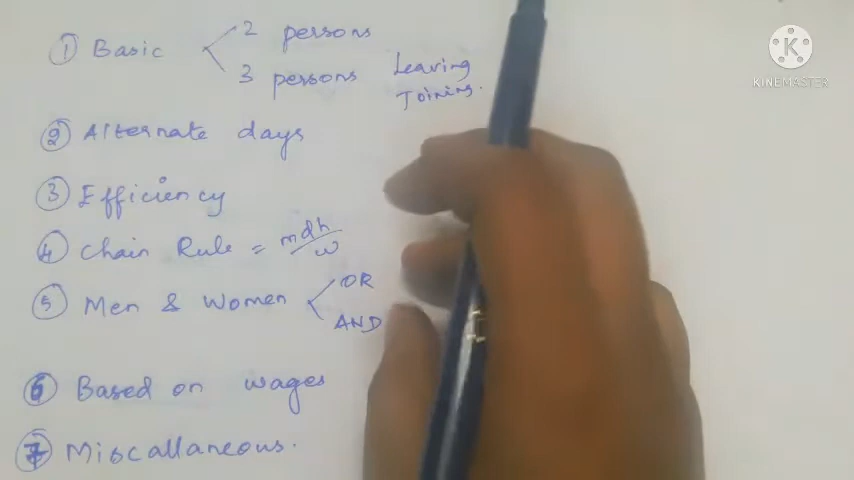 ① Basic
2 persons
3 persons
Leaving
Joining.
② Alternate days
③ Efficiency
④ Chain Rule = mdh/w
⑤ Men & Women
OR
AND
⑥ Based on wages
⑦ Miscallaneous.
K
KINEMASTER